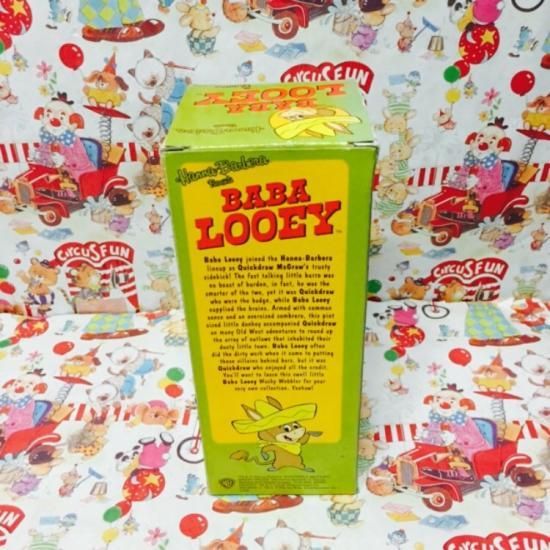 CIRCUS FUN
BABA
LOOEY
Hanna-Barbera
Hanna-Barbera
Presents
BABA
LOOEY
Baba Looey joined the Hanna-Barbera
lineup as Quickdraw McGraw's trusty
sidekick! The fast talking little burro was
no beast of burden, in fact, he was the
smarter of the two, yet it was Quickdraw
who wore the badge, while Baba Looey
supplied the brains. Armed with common
sense and an oversized sombrero, this pint
sized little donkey accompanied Quickdraw
on many Old West adventures to round up
the array of outlaws that inhabited their
dusty little town. Baba Looey often
did the dirty work when it came to putting
those villains behind bars, but it was
Quickdraw who enjoyed all the credit.
You'll want to lasso this swell little
Baba Looey Wacky Wobbler for your
very own collection. Yeehaw!
CIRCUS FUN
CIRCUS FUN
CIRCUS FUN
CUS FUN